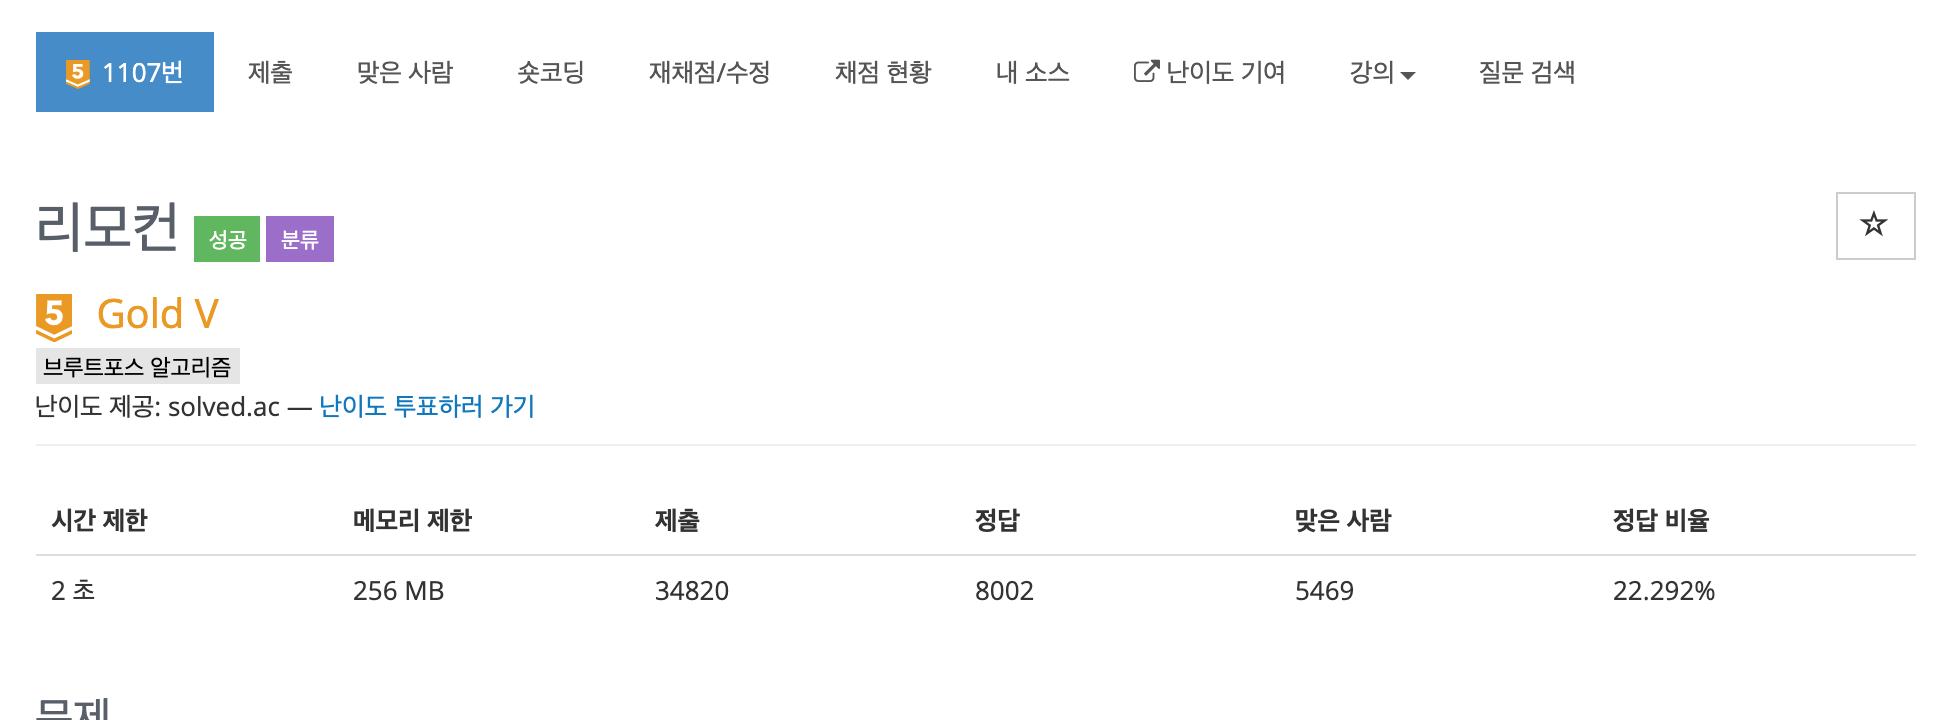 5 1107번 제출 맞은 사람 숏코딩 재채점/수정 채점 현황 내 소스 난이도 기여 강의 질문 검색
리모컨 성공 분류
5 Gold V
브루트포스 알고리즘
난이도 제공: solved.ac — 난이도 투표하러 가기
시간 제한 메모리 제한 제출 정답 맞은 사람 정답 비율
2 초 256 MB 34820 8002 5469 22.292%
문제